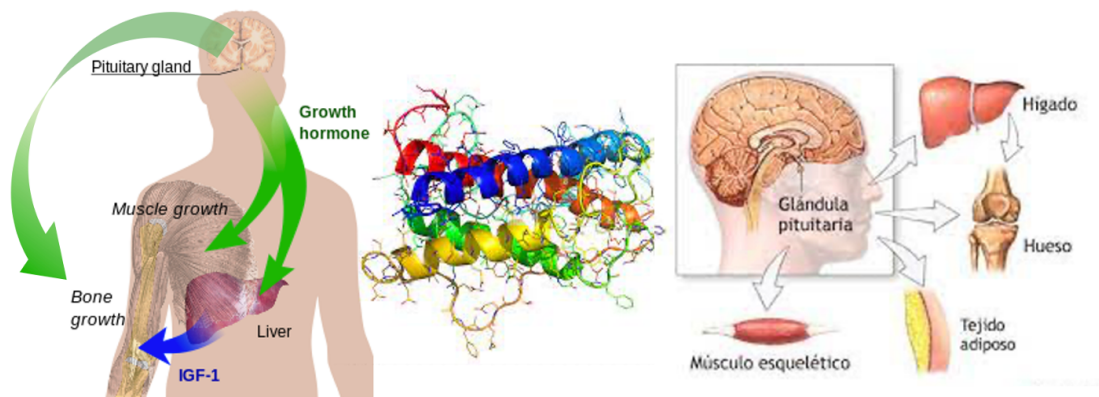 Pituitary gland
Growth
hormone
Muscle growth
Bone
growth
Liver
IGF-1
Hígado
Glándula
pituitaria
Hueso
Tejido
adiposo
Músculo esquelético